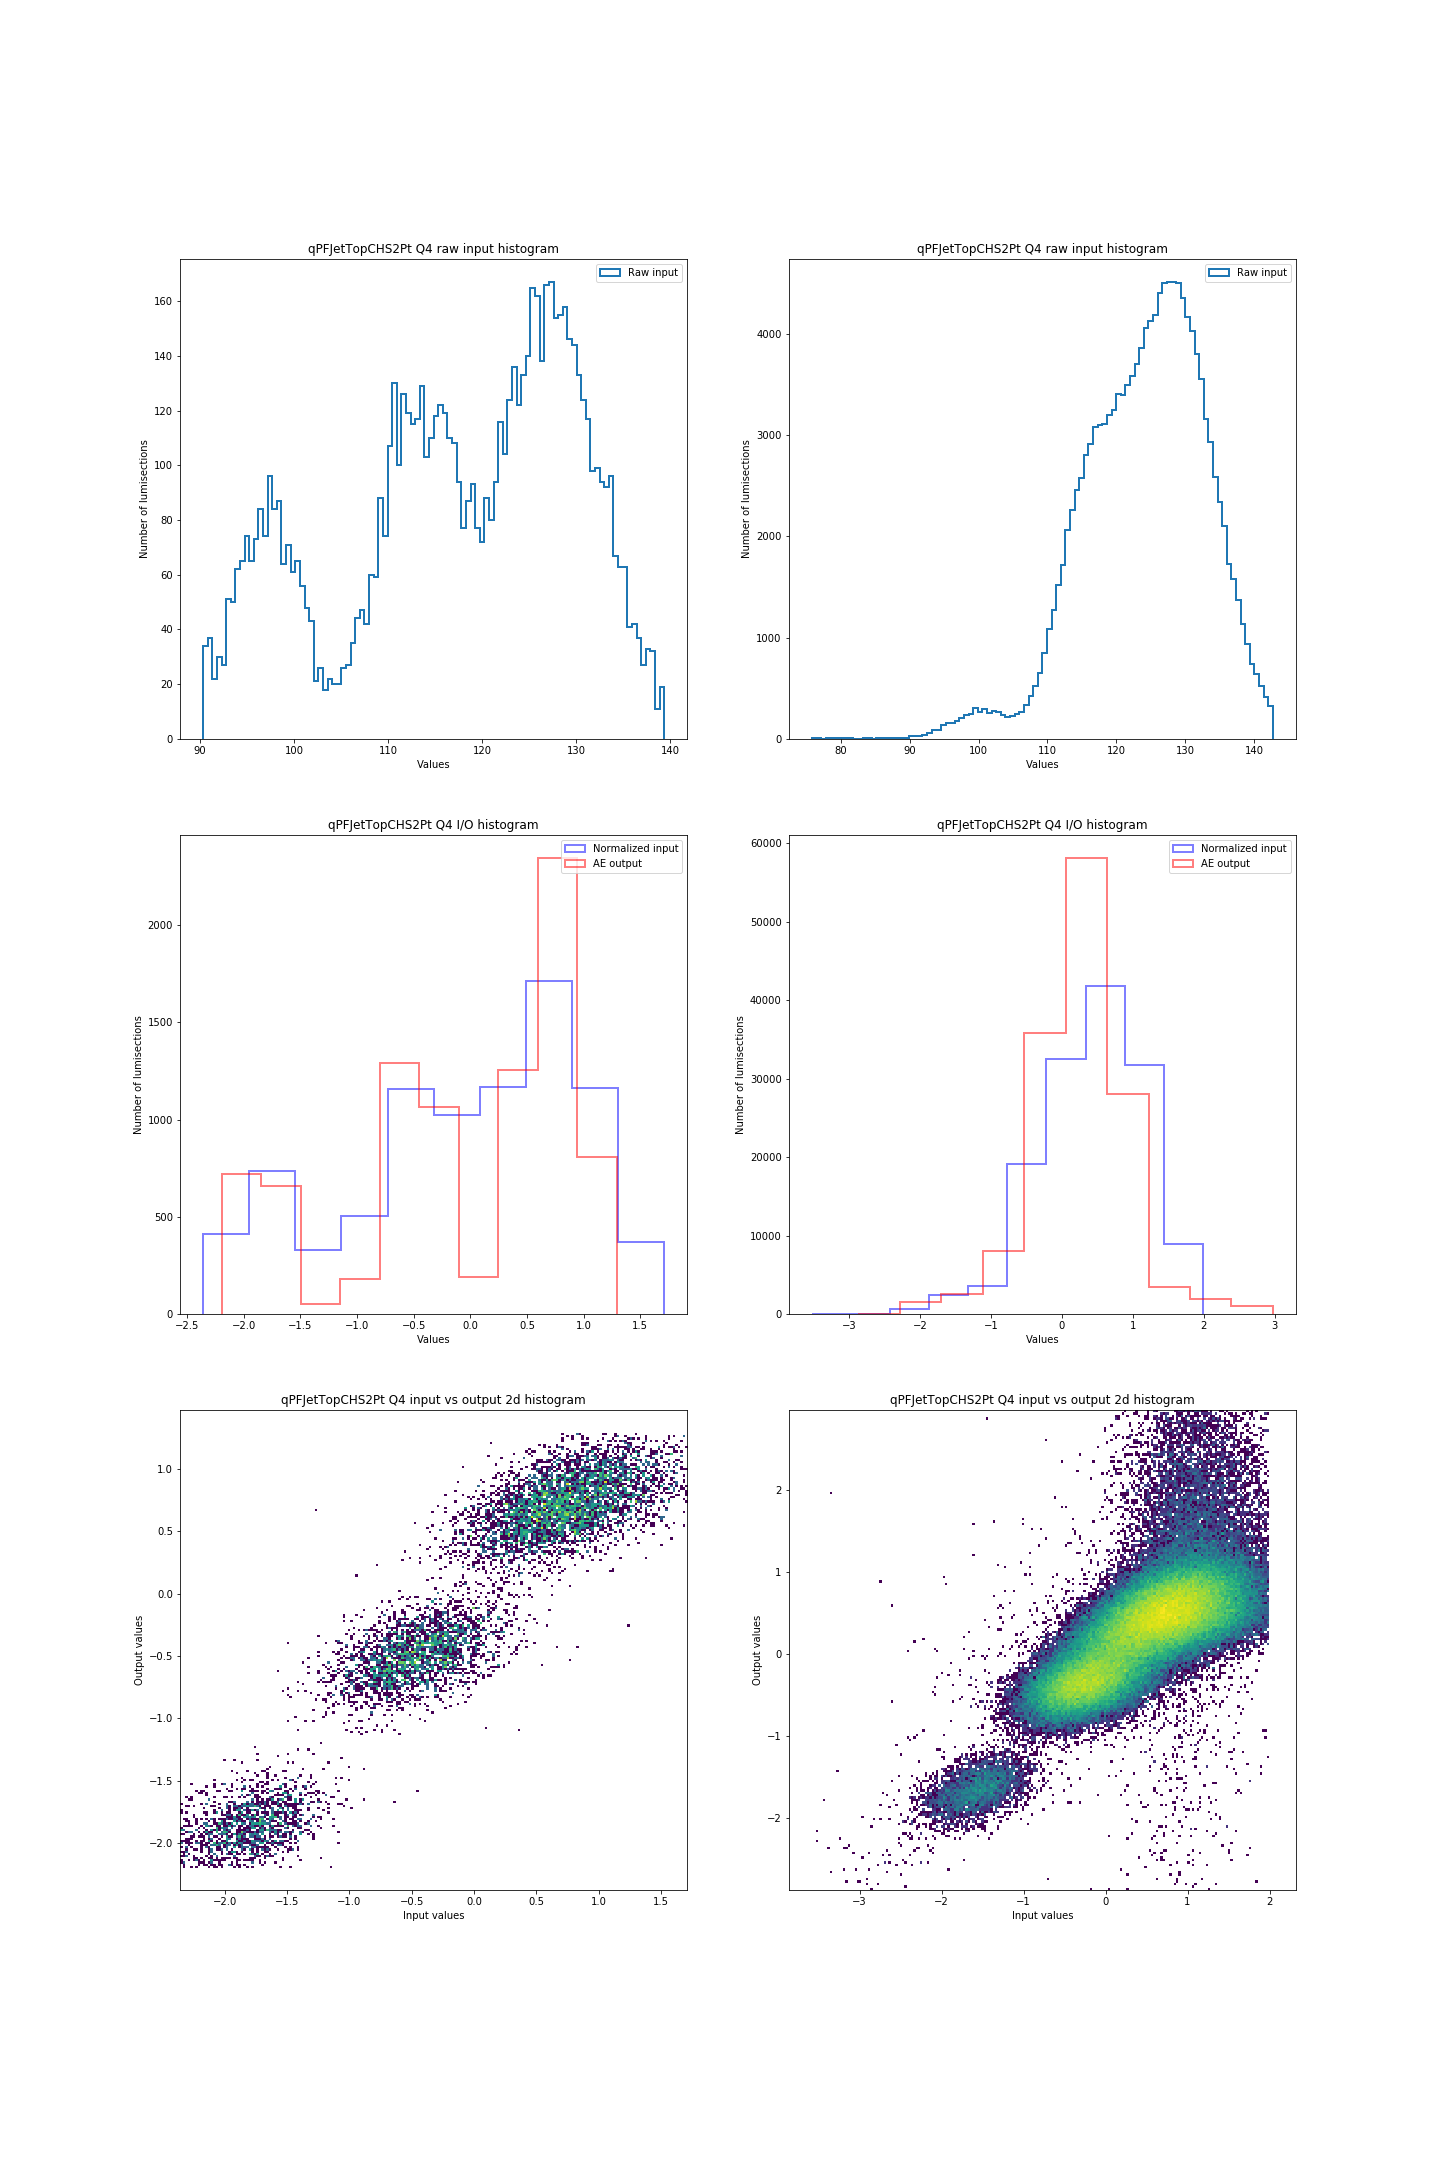 qPFJetTopCHS2Pt Q4 raw input histogram
Raw input
160
140
120
100
80
60
40
20
0
Number of lumisections
90 100 110 120 130 140
Values
qPFJetTopCHS2Pt Q4 raw input histogram
Raw input
4000
3000
2000
1000
0
Number of lumisections
80 90 100 110 120 130 140
Values
qPFJetTopCHS2Pt Q4 I/O histogram
Normalized input
AE output
2000
1500
1000
500
0
Number of lumisections
−2.5 −2.0 −1.5 −1.0 −0.5 0.0 0.5 1.0 1.5
Values
qPFJetTopCHS2Pt Q4 I/O histogram
Normalized input
AE output
60000
50000
40000
30000
20000
10000
0
Number of lumisections
−3 −2 −1 0 1 2 3
Values
qPFJetTopCHS2Pt Q4 input vs output 2d histogram
1.0
0.5
0.0
−0.5
−1.0
−1.5
−2.0
Output values
−2.0 −1.5 −1.0 −0.5 0.0 0.5 1.0 1.5
Input values
qPFJetTopCHS2Pt Q4 input vs output 2d histogram
2
1
0
−1
−2
Output values
−3 −2 −1 0 1 2
Input values